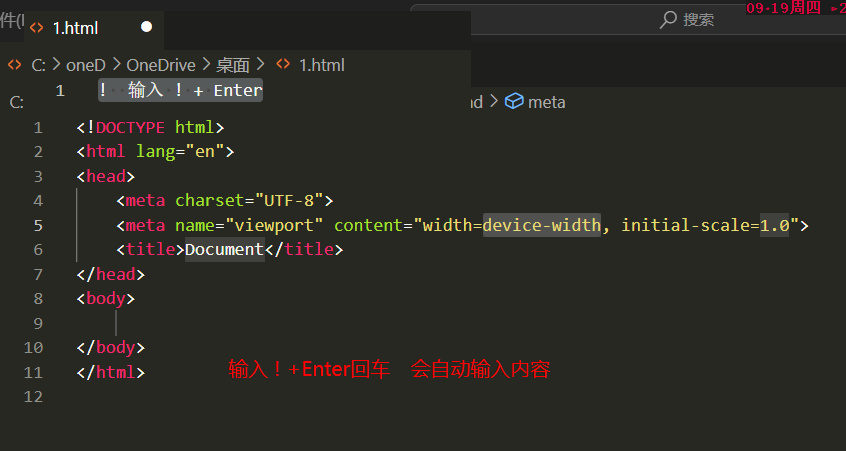 09-19周四
件(
搜索
1.html
C: > oneD > OneDrive > 桌面 > 1.html
1 ! 输入 ! + Enter
C:
meta
1 <!DOCTYPE html>
2 <html lang="en">
3 <head>
4 <meta charset="UTF-8">
5 <meta name="viewport" content="width=device-width, initial-scale=1.0">
6 <title>Document</title>
7 </head>
8 <body>
9
10 </body>
11 </html>
12
输入！+Enter回车 会自动输入内容